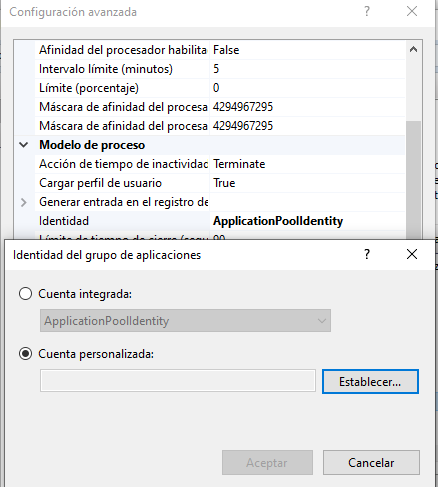 Configuración avanzada
? ×
Afinidad del procesador habilita False
Intervalo límite (minutos) 5
Límite (porcentaje) 0
Máscara de afinidad del procesa 4294967295
Máscara de afinidad del procesa 4294967295
Modelo de proceso
Acción de tiempo de inactividad Terminate
Cargar perfil de usuario True
Generar entrada en el registro de
Identidad ApplicationPoolIdentity
Límite de tiempo de cierre (segu 90
Identidad del grupo de aplicaciones
? ×
Cuenta integrada:
ApplicationPoolIdentity
Cuenta personalizada:
Establecer...
Aceptar
Cancelar